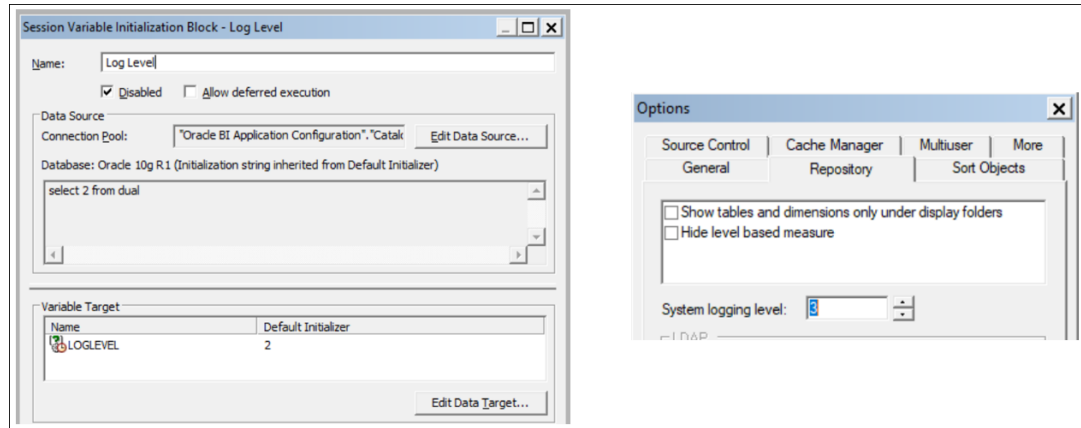 Session Variable Initialization Block - Log Level
Name: Log Level
Disabled Allow deferred execution
Data Source
Connection Pool: "Oracle BI Application Configuration"."Catalo Edit Data Source...
Database: Oracle 10g R.1 (Initialization string inherited from Default Initializer)
select 2 from dual
Variable Target
Name Default Initializer
LOGLEVEL 2
Edit Data Target...
Options
Source Control Cache Manager Multiuser More
General Repository Sort Objects
Show tables and dimensions only under display folders
Hide level based measure
System logging level: 3
LDAP